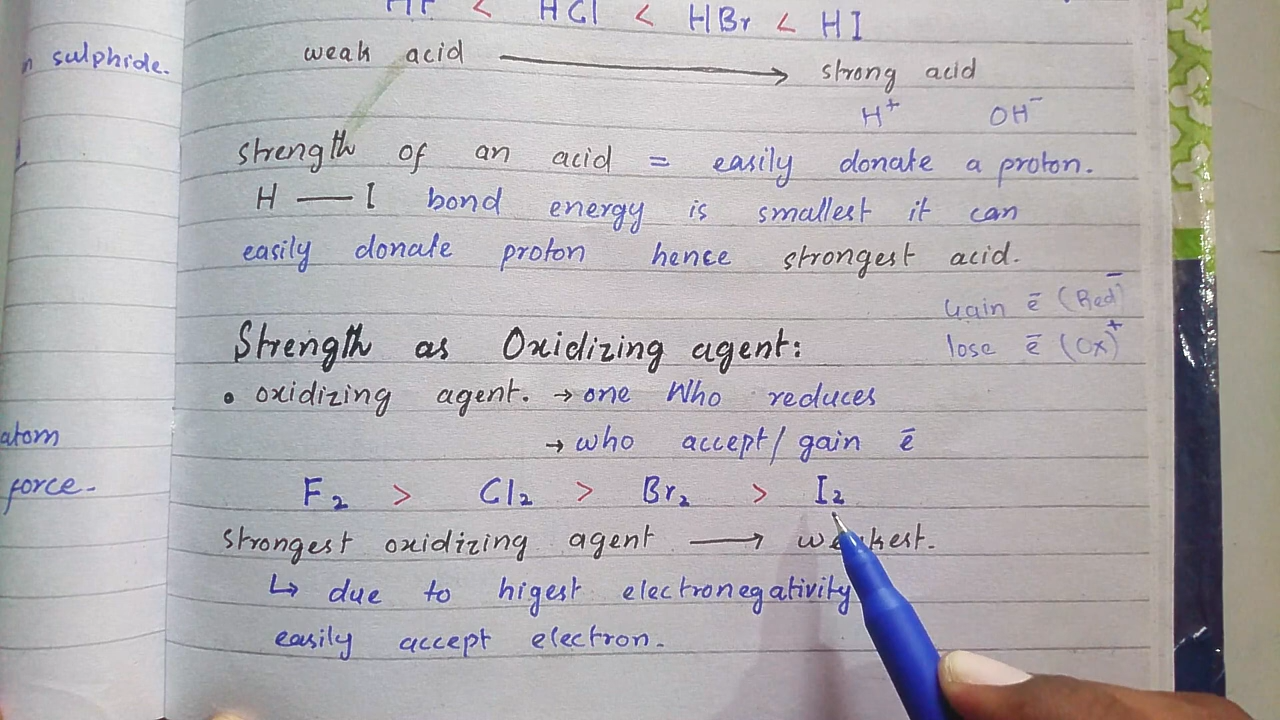 HF < HCl < HBr < HI
n sulphide.
weak acid ⟶ strong acid
H⁺ OH⁻
strength of an acid = easily donate a proton.
H — I bond energy is smallest it can
easily donate proton hence strongest acid.
Gain ē (Red)⁻
Strength as Oxidizing agent:
lose ē (Ox)⁺
• oxidizing agent. → one Who reduces
atom
→ who accept/gain ē
force-
F₂ > Cl₂ > Br₂ > I₂
strongest oxidizing agent ⟶ weakest.
↳ due to higest electronegativity
easily accept electron.